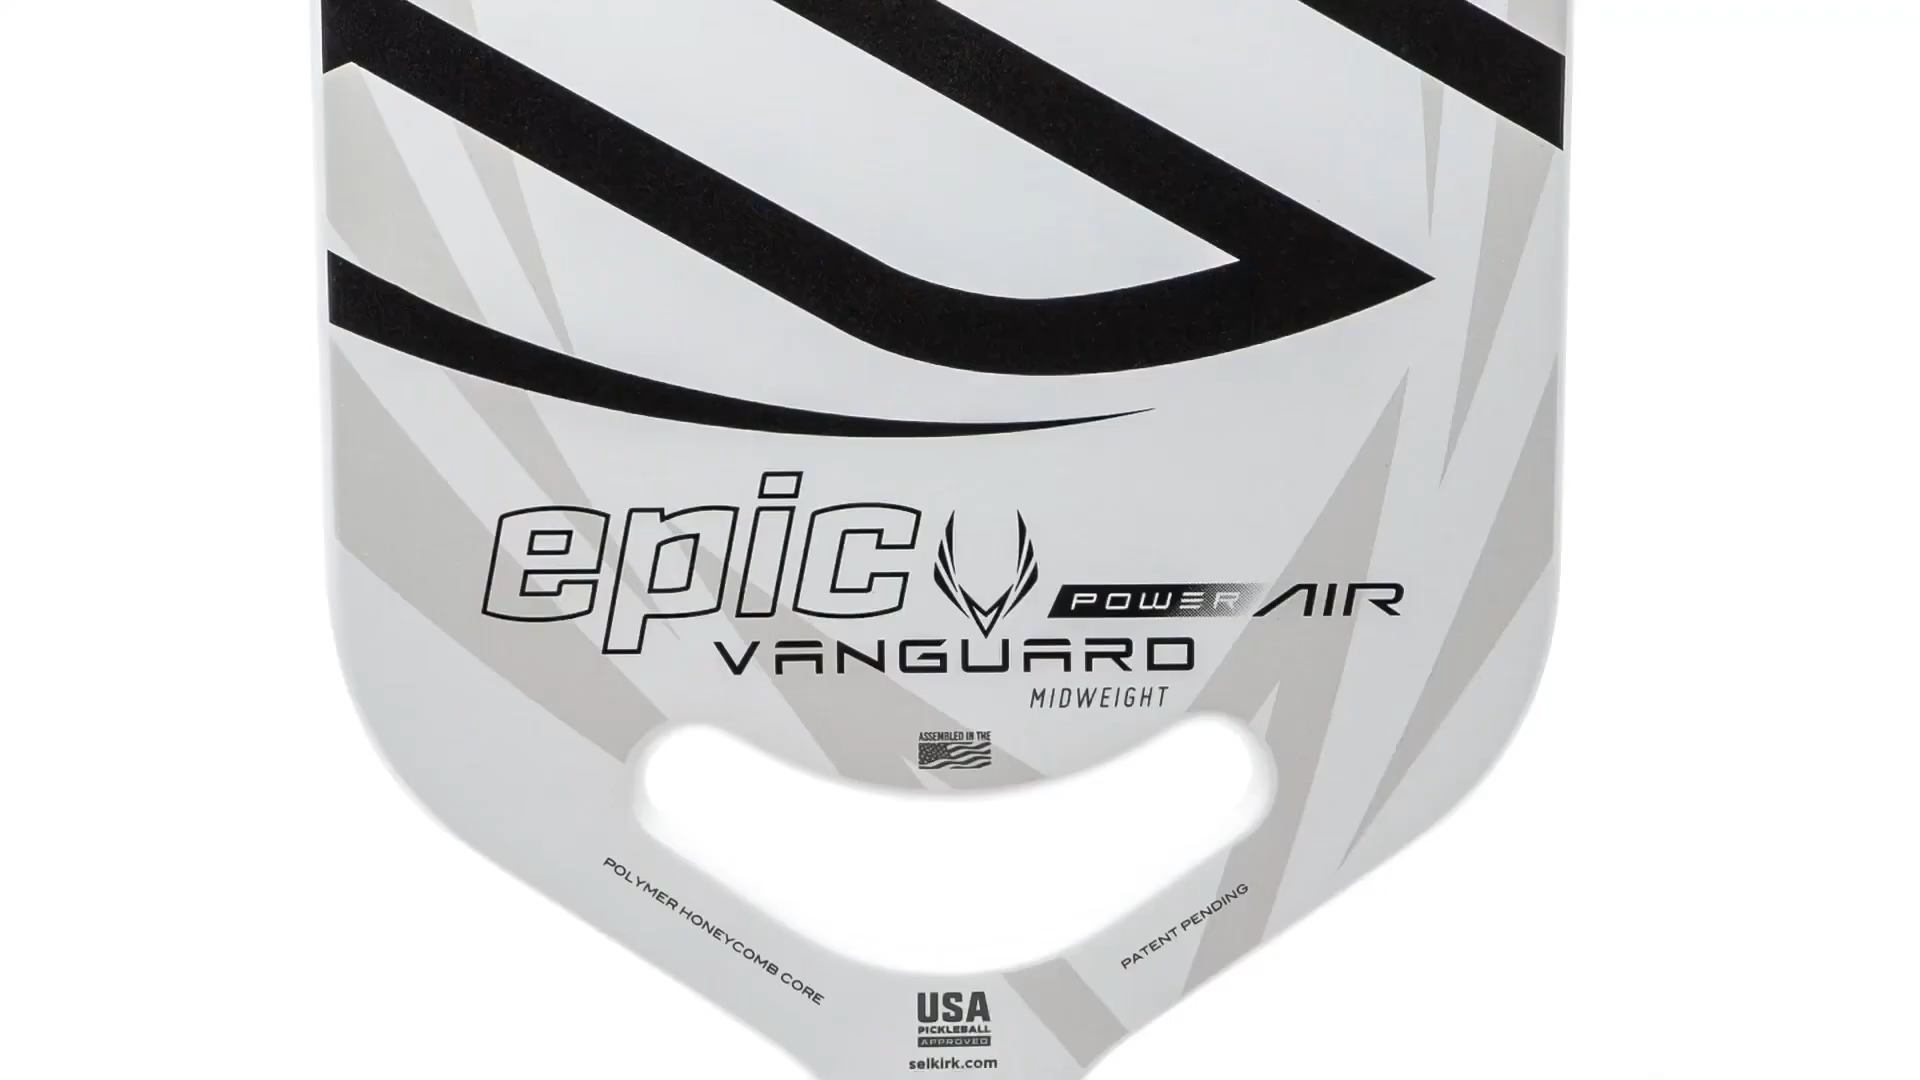 epic
POWER AIR
VANGUARD
MIDWEIGHT
ASSEMBLED IN THE
POLYMER HONEYCOMB CORE
PATENT PENDING
USA
PICKLEBALL
APPROVED
selkirk.com